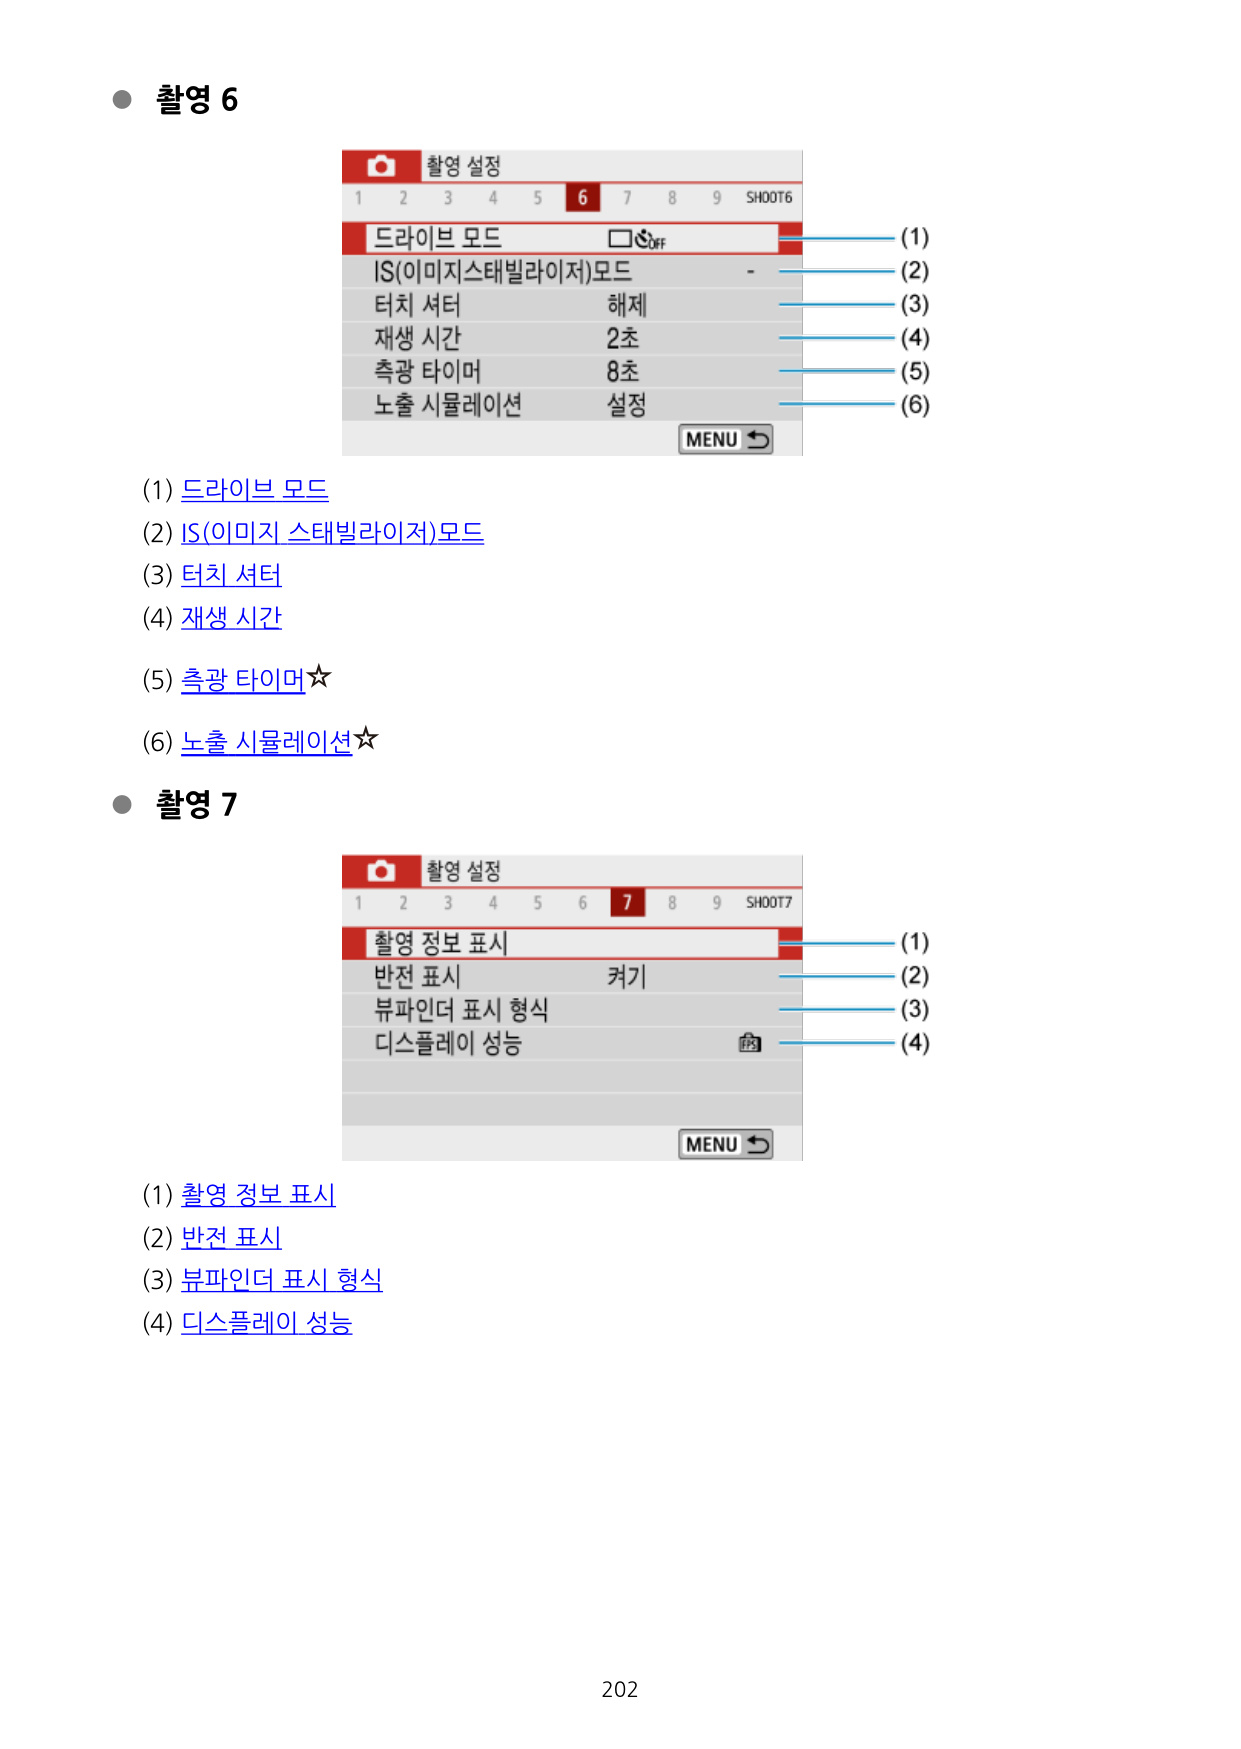 ● 촬영 6
촬영 설정
1 2 3 4 5 6 7 8 9 SHOOT6
드라이브 모드 OFF (1)
IS(이미지스태빌라이저)모드 - (2)
터치 셔터 해제 (3)
재생 시간 2초 (4)
측광 타이머 8초 (5)
노출 시뮬레이션 설정 (6)
MENU
(1) 드라이브 모드
(2) IS(이미지 스태빌라이저)모드
(3) 터치 셔터
(4) 재생 시간
(5) 측광 타이머☆
(6) 노출 시뮬레이션☆
● 촬영 7
촬영 설정
1 2 3 4 5 6 7 8 9 SHOOT7
촬영 정보 표시 (1)
반전 표시 켜기 (2)
뷰파인더 표시 형식 (3)
디스플레이 성능 FPS (4)
MENU
(1) 촬영 정보 표시
(2) 반전 표시
(3) 뷰파인더 표시 형식
(4) 디스플레이 성능
202